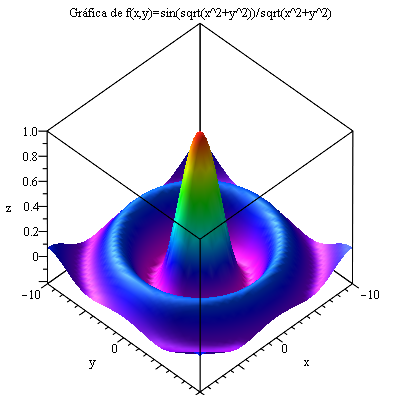 Gráfica de f(x,y)=sin(sqrt(x^2+y^2))/sqrt(x^2+y^2)
1.0
0.8
0.6
z
0.4
0.2
0
−10
−10
0
0
y
x